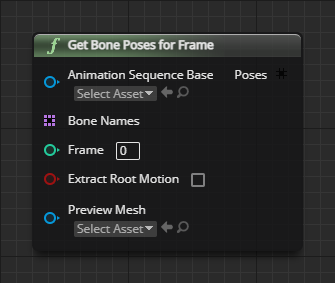 f Get Bone Poses for Frame
Animation Sequence Base Poses
Select Asset
Bone Names
Frame 0
Extract Root Motion
Preview Mesh
Select Asset